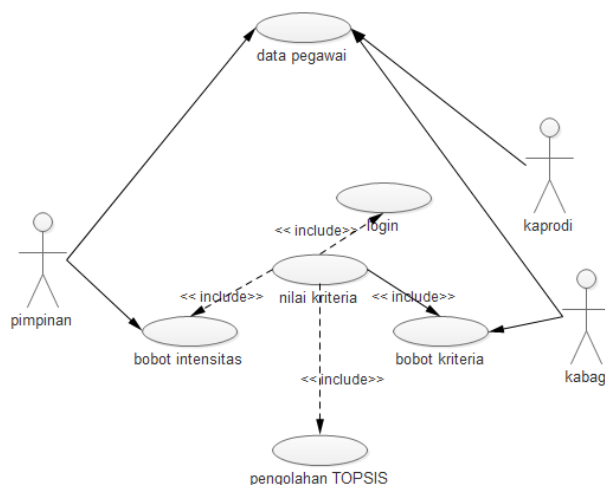 data pegawai
kaprodi
<< include>>
login
pimpinan
<< include>>
nilai kriteria
<< include>>
bobot intensitas
bobot kriteria
kabag
<<include>>
pengolahan TOPSIS